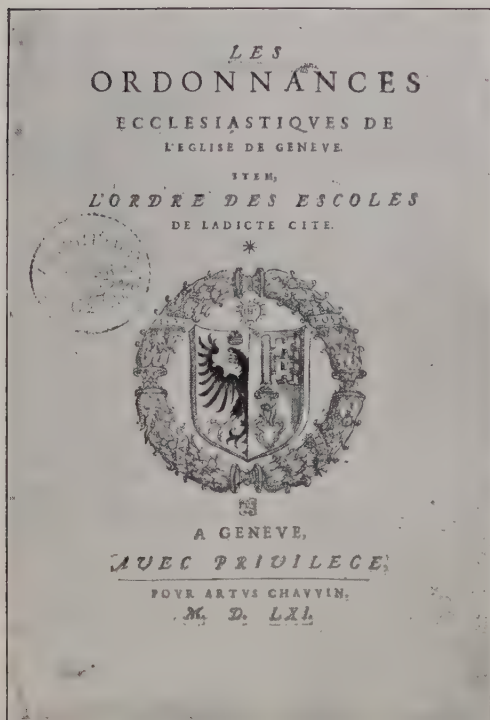 LES
ORDONNANCES
ECCLESIASTIQVES DE
L'EGLISE DE GENEVE.
ITEM,
L'ORDRE DES ESCOLES
DE LADICTE CITE.
*
A GENEVE,
AVEC PRIVILEGE,
POVR ARTVS CHAVVIN.
M. D. LXI.